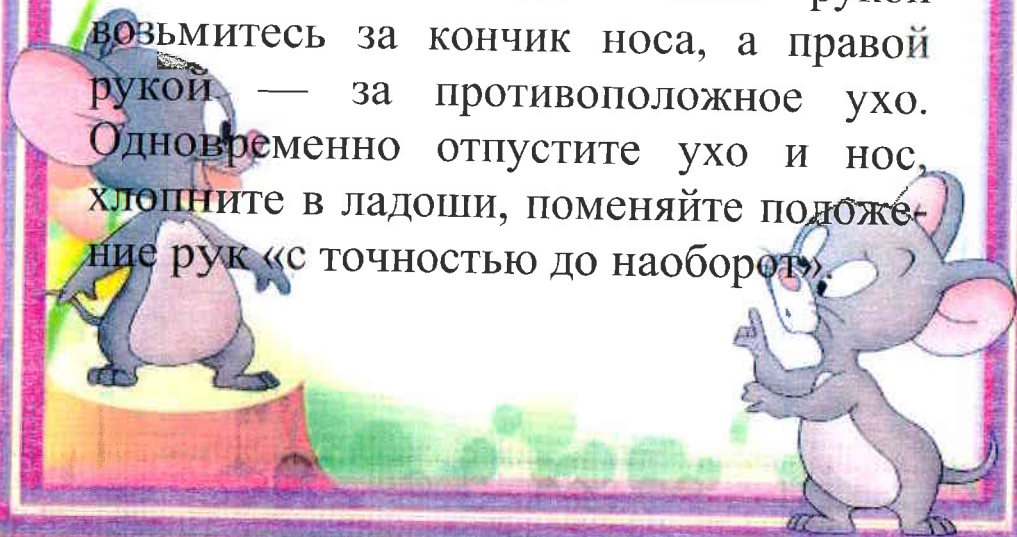 рукой
возьмитесь за кончик носа, а правой
рукой — за противоположное ухо.
Одновременно отпустите ухо и нос,
хлопните в ладоши, поменяйте положе-
ние рук «с точностью до наоборот».